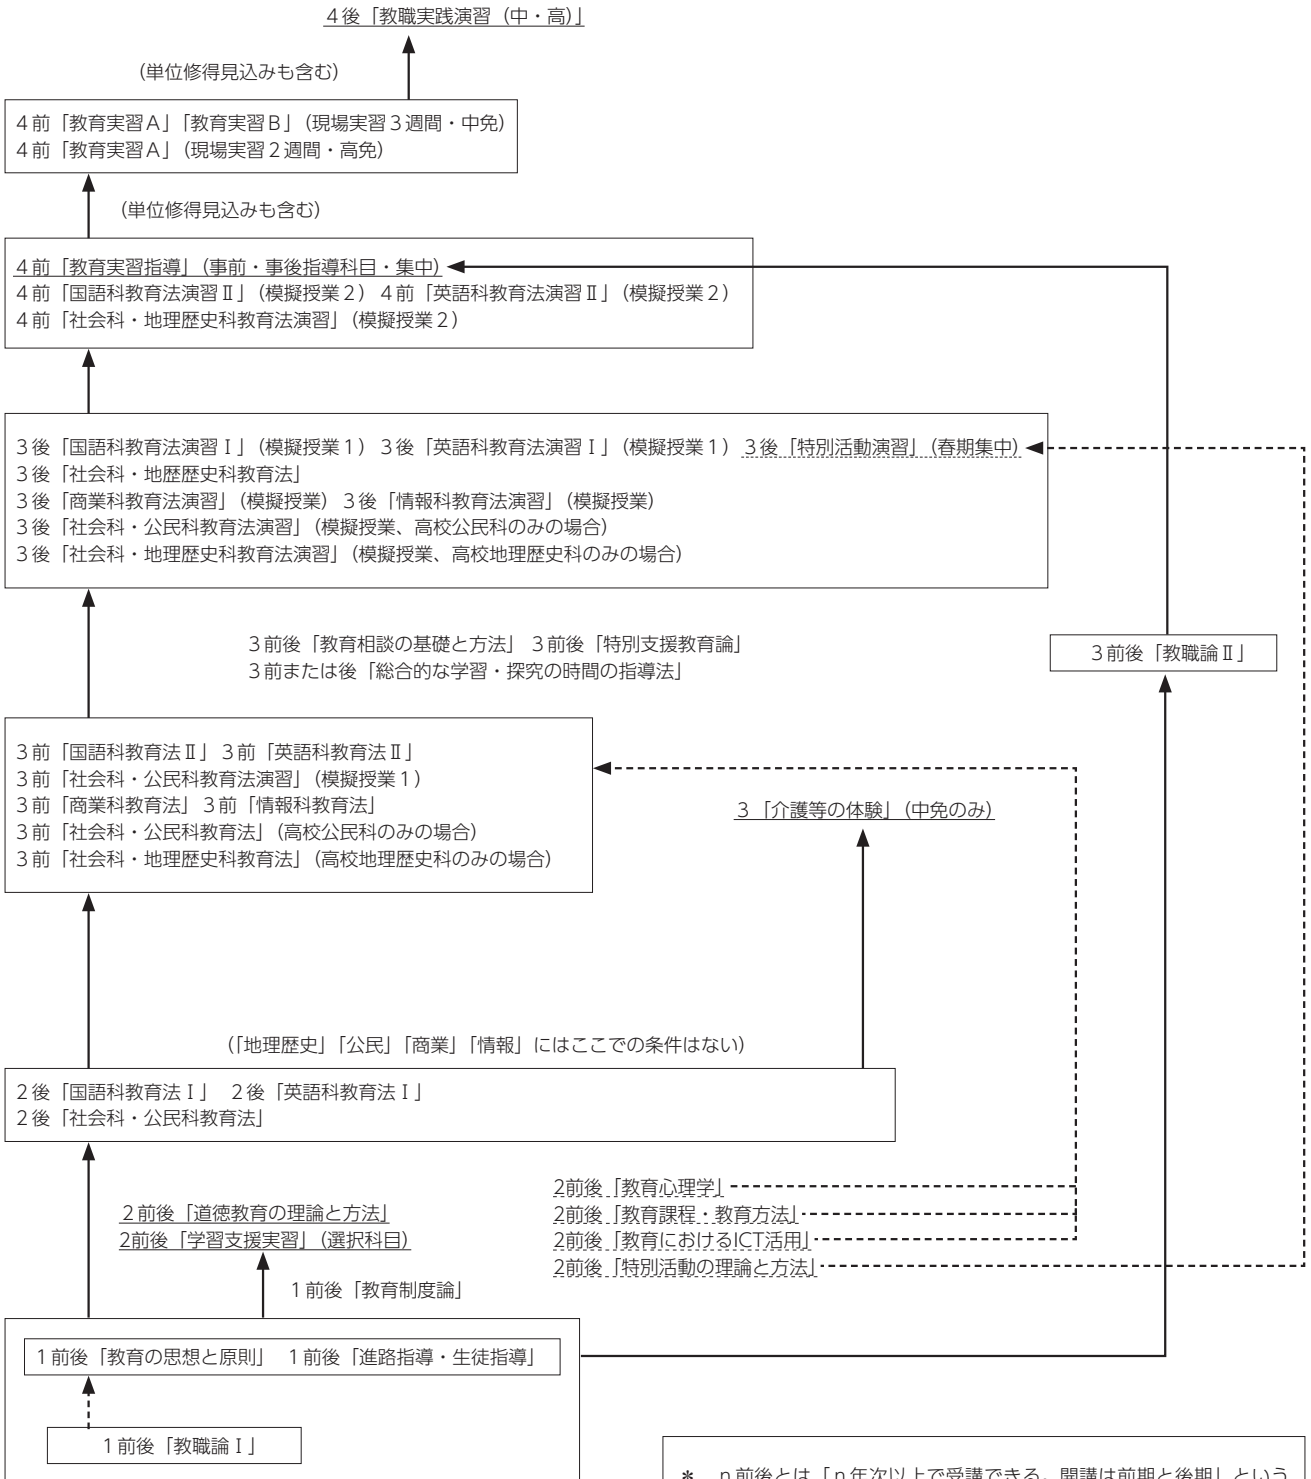 4後「教職実践演習（中・高）」
（単位修得見込みも含む）
4前「教育実習A」「教育実習B」（現場実習3週間・中免）
4前「教育実習A」（現場実習2週間・高免）
（単位修得見込みも含む）
4前「教育実習指導」（事前・事後指導科目・集中）
4前「国語科教育法演習Ⅱ」（模擬授業2）4前「英語科教育法演習Ⅱ」（模擬授業2）
4前「社会科・地理歴史科教育法演習」（模擬授業2）
3後「国語科教育法演習Ⅰ」（模擬授業1）3後「英語科教育法演習Ⅰ」（模擬授業1）3後「特別活動演習」（春期集中）
3後「社会科・地歴歴史科教育法」
3後「商業科教育法演習」（模擬授業）3後「情報科教育法演習」（模擬授業）
3後「社会科・公民科教育法演習」（模擬授業、高校公民科のみの場合）
3後「社会科・地理歴史科教育法演習」（模擬授業、高校地理歴史科のみの場合）
3前後「教育相談の基礎と方法」 3前後「特別支援教育論」
3前または後「総合的な学習・探究の時間の指導法」
3前後「教職論Ⅱ」
3前「国語科教育法Ⅱ」3前「英語科教育法Ⅱ」
3前「社会科・公民科教育法演習」（模擬授業1）
3前「商業科教育法」3前「情報科教育法」
3前「社会科・公民科教育法」（高校公民科のみの場合）
3前「社会科・地理歴史科教育法」（高校地理歴史科のみの場合）
3「介護等の体験」（中免のみ）
（「地理歴史」「公民」「商業」「情報」にはここでの条件はない）
2後「国語科教育法Ⅰ」 2後「英語科教育法Ⅰ」
2後「社会科・公民科教育法」
2前後「道徳教育の理論と方法」
2前後「学習支援実習」（選択科目）
2前後「教育心理学」
2前後「教育課程・教育方法」
2前後「教育におけるICT活用」
2前後「特別活動の理論と方法」
1前後「教育制度論」
1前後「教育の思想と原則」 1前後「進路指導・生徒指導」
1前後「教職論Ⅰ」
＊ n前後とは「n年次以上で受講できる。開講は前期と後期」という